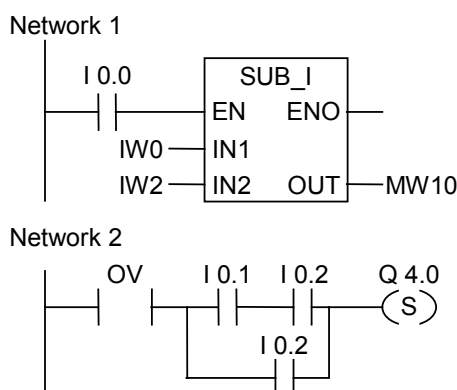 Network 1
I 0.0
SUB_I
EN ENO
IW0 IN1
IW2 IN2 OUT MW10
Network 2
OV I 0.1 I 0.2 Q 4.0
S
I 0.2